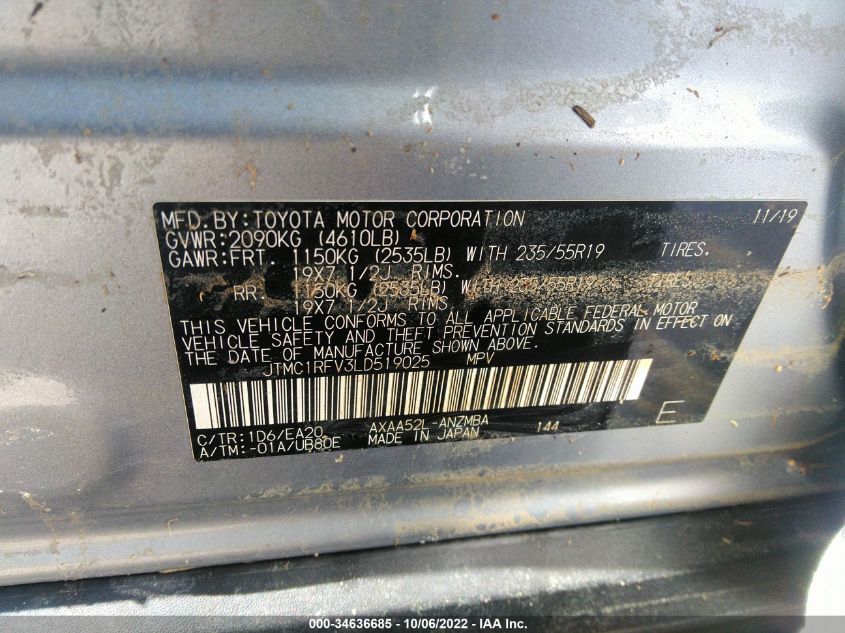 MFD. BY: TOYOTA MOTOR CORPORATION 11/19
GVWR: 2090KG (4610LB)
GAWR: FRT. 1150KG (2535LB) WITH 235/55R19 TIRES.
19X7 1/2J RIMS.
RR. 1150KG (2535LB) WITH 235/55R19 TIRES.
19X7 1/2J RIMS.
THIS VEHICLE CONFORMS TO ALL APPLICABLE FEDERAL MOTOR
VEHICLE SAFETY AND THEFT PREVENTION STANDARDS IN EFFECT ON
THE DATE OF MANUFACTURE SHOWN ABOVE.
JTMC1RFV3LD519025 MPV
C/TR: 1D6/EA20 AXAA52L-ANZMBA 144 E
A/TM: -01A/UB80E MADE IN JAPAN
000-34636685 - 10/06/2022 - IAA Inc.